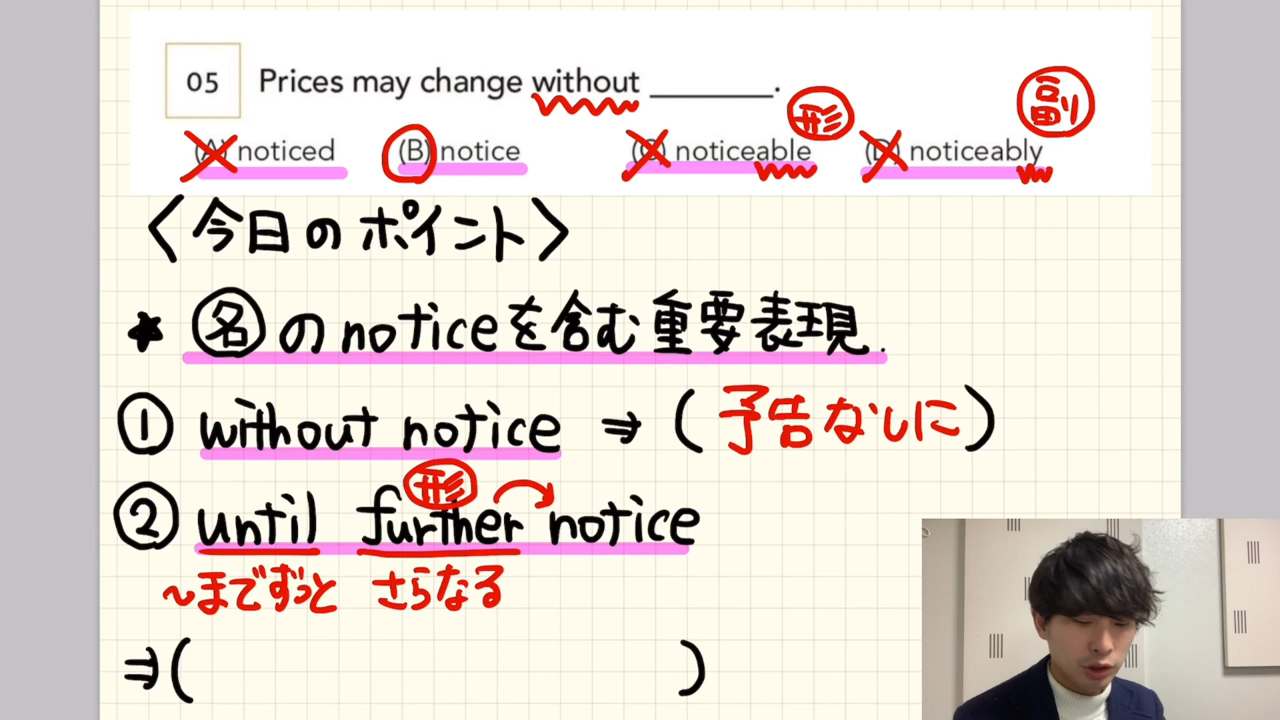 05 Prices may change without ________.
形 副
(A) noticed (B) notice (C) noticeable (D) noticeably
〈今日のポイント〉
* 名のnoticeを含む重要表現.
① without notice ⇒ (予告なしに)
形
② until further notice
~までずっと さらなる
⇒( )